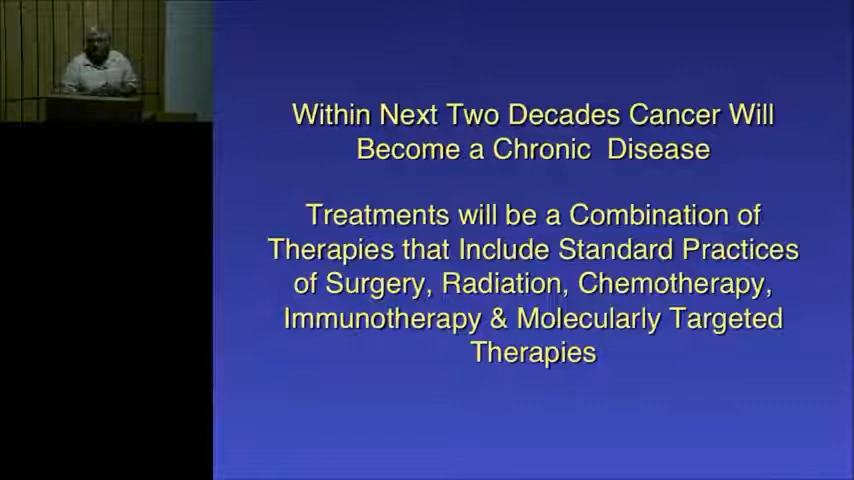 Within Next Two Decades Cancer Will
Become a Chronic Disease
Treatments will be a Combination of
Therapies that Include Standard Practices
of Surgery, Radiation, Chemotherapy,
Immunotherapy & Molecularly Targeted
Therapies